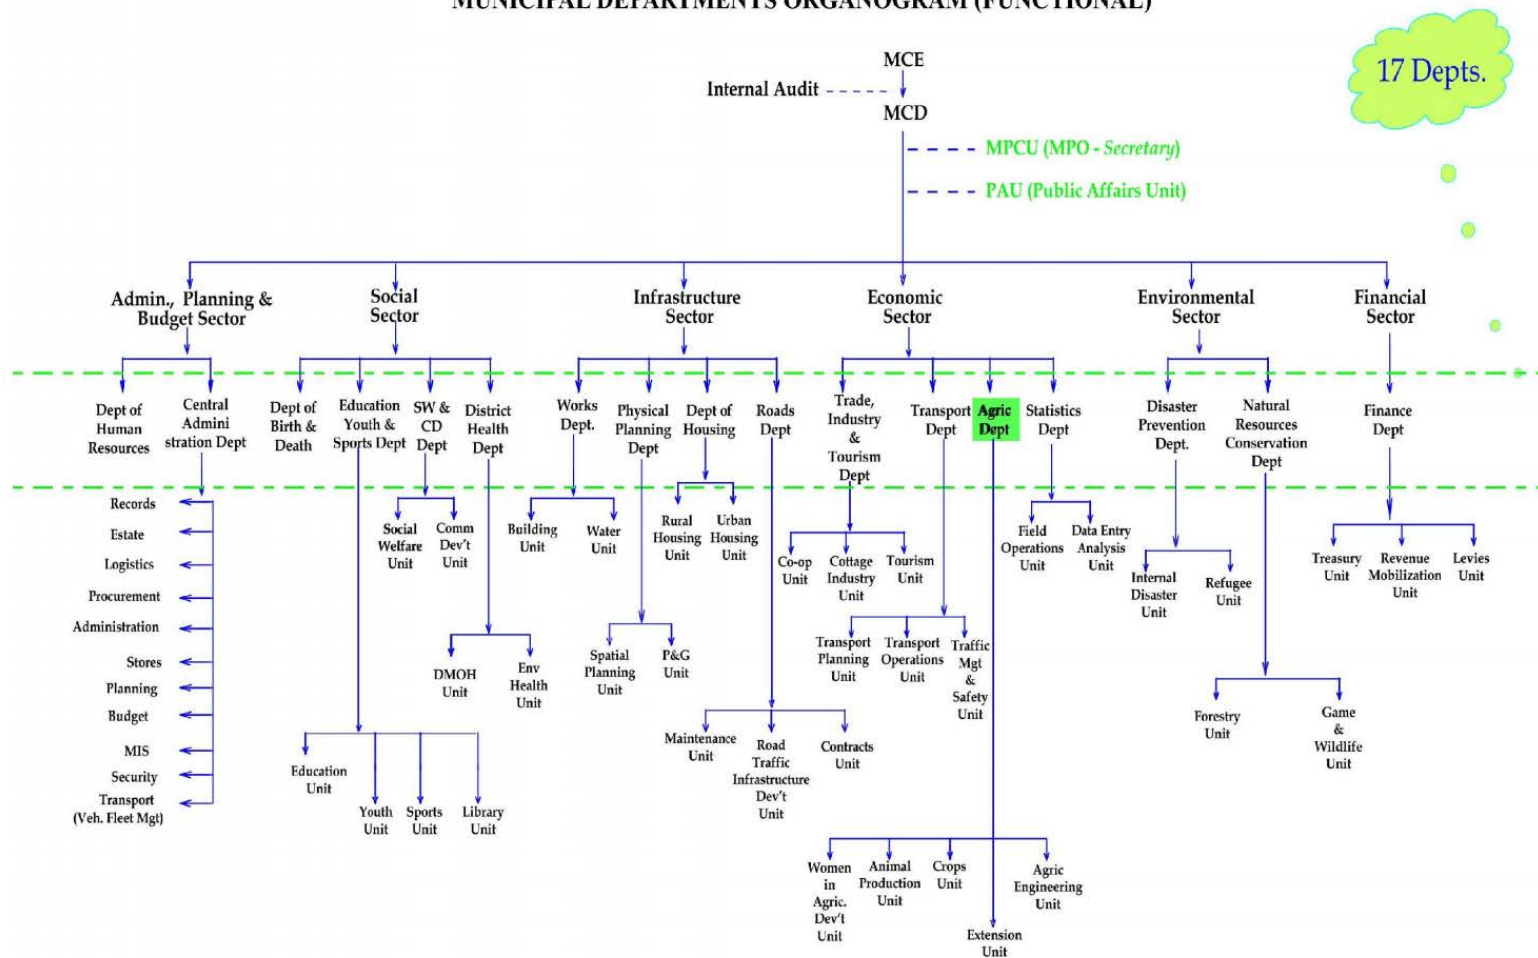 MUNICIPAL DEPARTMENTS ORGANOGRAM (FUNCTIONAL)
17 Depts.
MCE
Internal Audit
MCD
MPCU (MPO - Secretary)
PAU (Public Affairs Unit)
Admin., Planning &
Budget Sector
Social
Sector
Infrastructure
Sector
Economic
Sector
Environmental
Sector
Financial
Sector
Dept of
Human
Resources
Central
Admini
stration Dept
Dept of
Birth &
Death
Education
Youth &
Sports Dept
SW &
CD
Dept
District
Health
Dept
Works
Dept.
Physical
Planning
Dept
Dept of
Housing
Roads
Dept
Trade,
Industry
&
Tourism
Dept
Transport
Dept
Agric
Dept
Statistics
Dept
Disaster
Prevention
Dept.
Natural
Resources
Conservation
Dept
Finance
Dept
Records
Estate
Logistics
Procurement
Administration
Stores
Planning
Budget
MIS
Security
Transport
(Veh. Fleet Mgt)
Social
Welfare
Unit
Comm
Dev't
Unit
Building
Unit
Water
Unit
Rural
Housing
Unit
Urban
Housing
Unit
Co-op
Unit
Cottage
Industry
Unit
Tourism
Unit
Field
Operations
Unit
Data Entry
Analysis
Unit
Internal
Disaster
Unit
Refugee
Unit
Treasury
Unit
Revenue
Mobilization
Unit
Levies
Unit
DMOH
Unit
Env
Health
Unit
Spatial
Planning
Unit
P&G
Unit
Transport
Planning
Unit
Transport
Operations
Unit
Traffic
Mgt
&
Safety
Unit
Forestry
Unit
Game
&
Wildlife
Unit
Education
Unit
Youth
Unit
Sports
Unit
Library
Unit
Maintenance
Unit
Road
Traffic
Infrastructure
Dev't
Unit
Contracts
Unit
Women
in
Agric.
Dev't
Unit
Animal
Production
Unit
Crops
Unit
Agric
Engineering
Unit
Extension
Unit